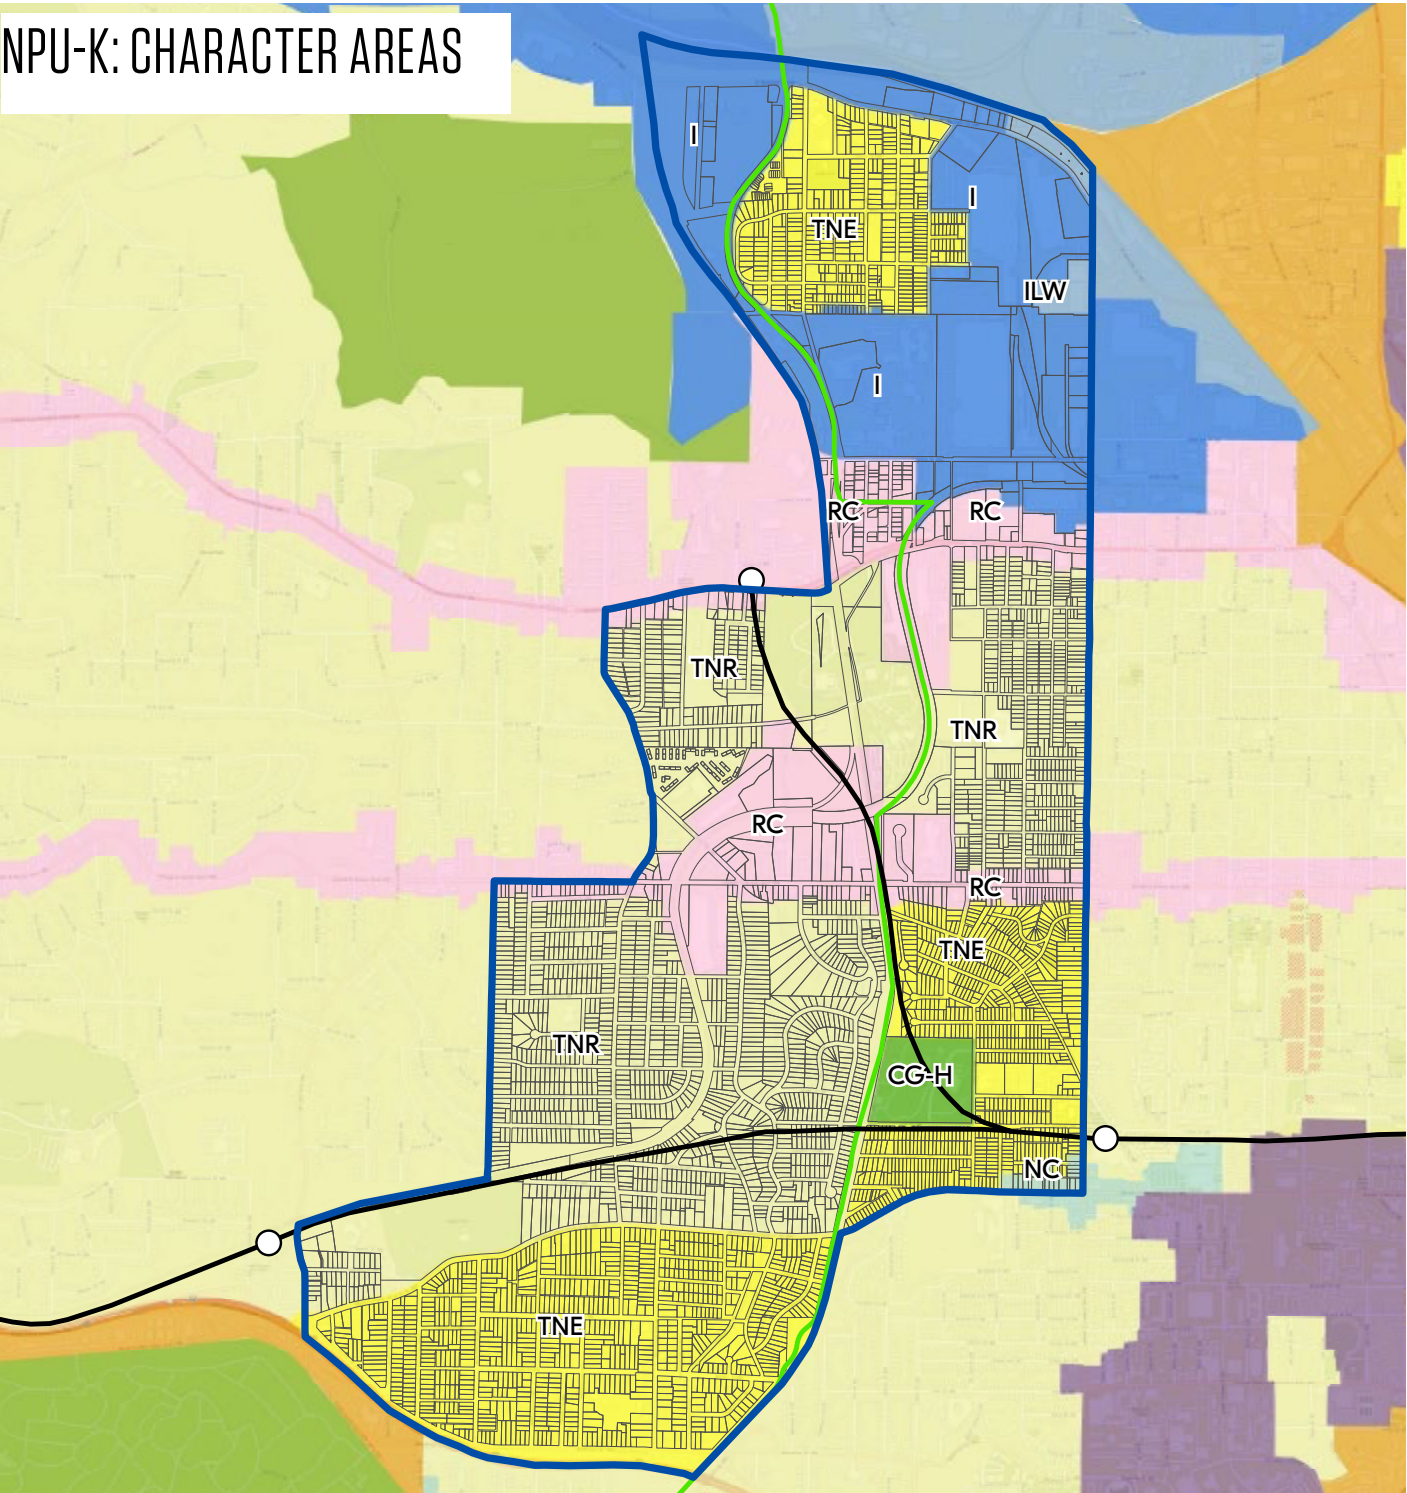 NPU-K: CHARACTER AREAS
I
I
TNE
ILW
I
RC
RC
TNR
TNR
RC
RC
TNE
TNR
CG-H
NC
TNE